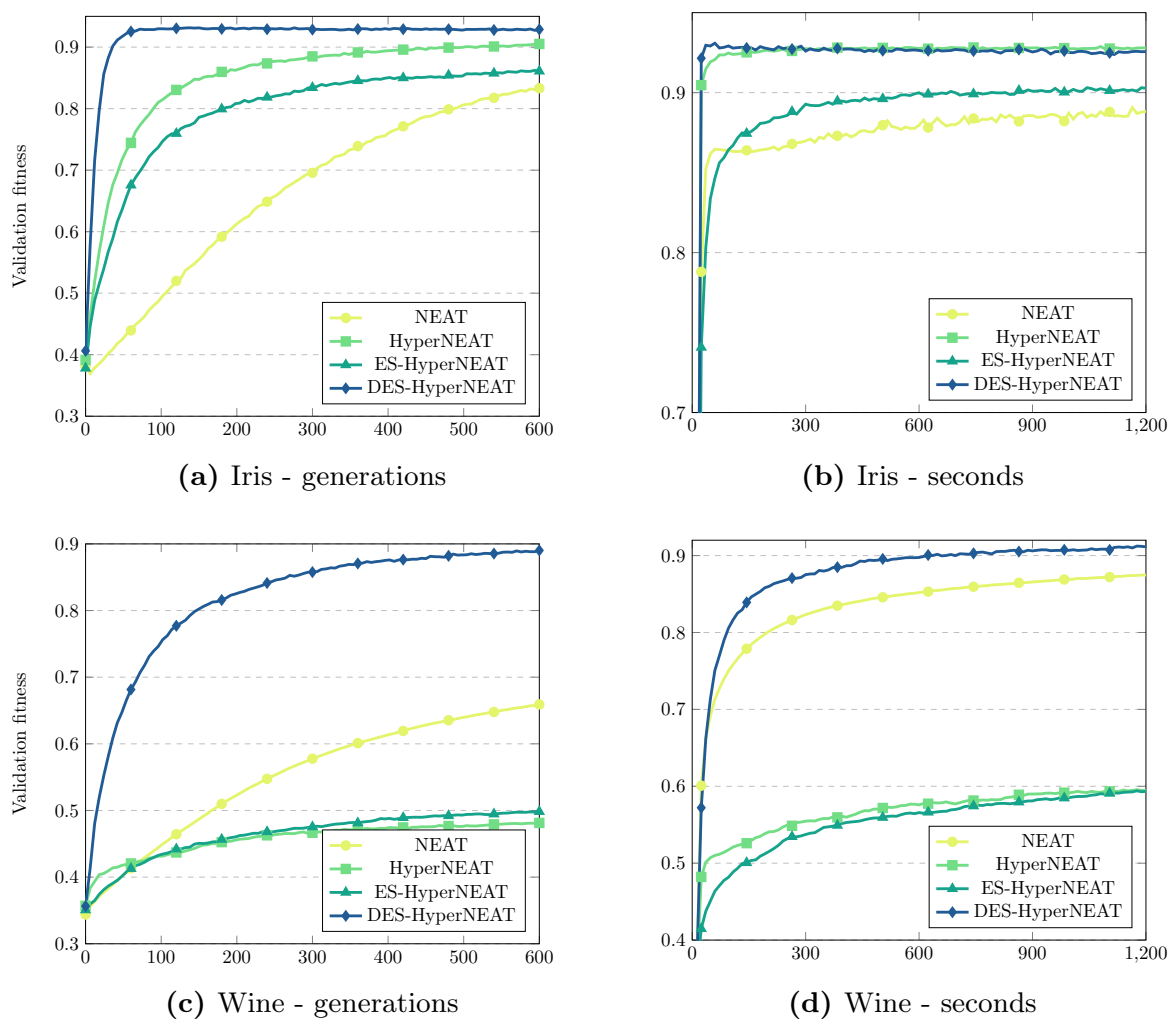 Validation fitness
0.9
0.8
0.7
0.6
0.5
0.4
0.3
0 100 200 300 400 500 600
NEAT
HyperNEAT
ES-HyperNEAT
DES-HyperNEAT
(a) Iris - generations
0.9
0.8
0.7
0 300 600 900 1,200
NEAT
HyperNEAT
ES-HyperNEAT
DES-HyperNEAT
(b) Iris - seconds
Validation fitness
0.9
0.8
0.7
0.6
0.5
0.4
0.3
0 100 200 300 400 500 600
NEAT
HyperNEAT
ES-HyperNEAT
DES-HyperNEAT
(c) Wine - generations
0.9
0.8
0.7
0.6
0.5
0.4
0 300 600 900 1,200
NEAT
HyperNEAT
ES-HyperNEAT
DES-HyperNEAT
(d) Wine - seconds